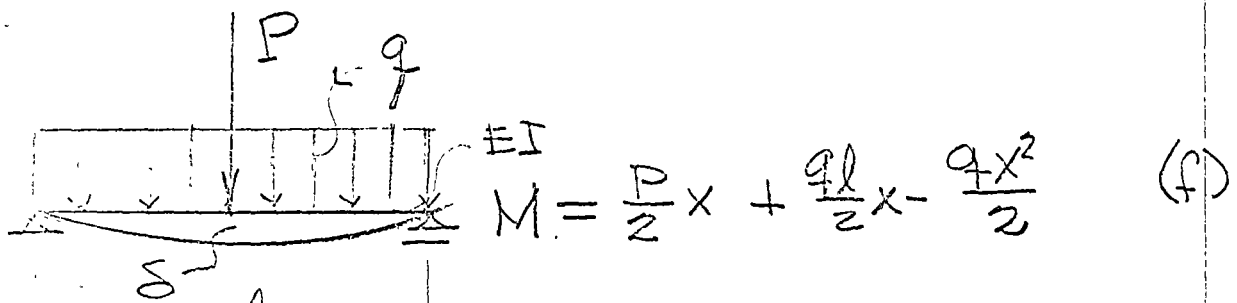 P
q
EI
M = P/2 x + ql/2 x - qx²/2 (f)
δ